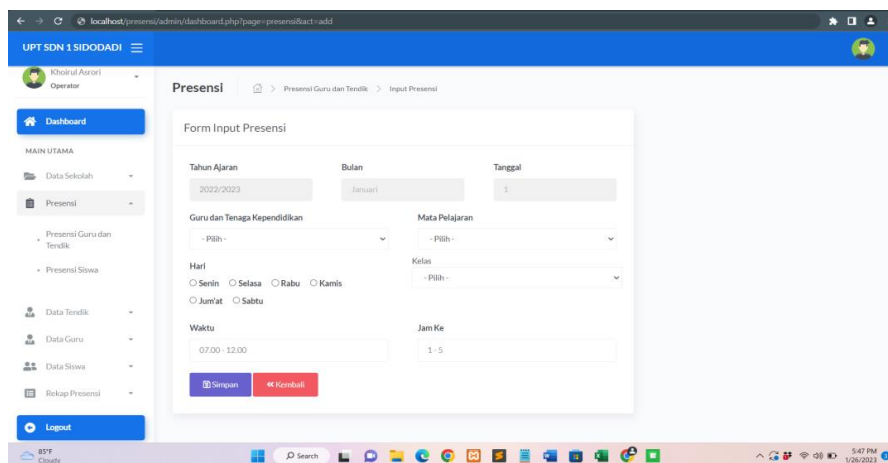 localhost/presensi/admin/dashboard.php?page=presensi&act=add
UPT SDN 1 SIDODADI
Khoirul Asrori
Operator
Dashboard
MAIN UTAMA
Data Sekolah
Presensi
Presensi Guru dan
Tendik
Presensi Siswa
Data Tendik
Data Guru
Data Siswa
Rekap Presensi
Logout
Presensi
> Presensi Guru dan Tendik > Input Presensi
Form Input Presensi
Tahun Ajaran Bulan Tanggal
2022/2023 Januari 1
Guru dan Tenaga Kependidikan Mata Pelajaran
- Pilih - - Pilih -
Hari Kelas
Senin Selasa Rabu Kamis - Pilih -
Jum'at Sabtu
Waktu Jam Ke
07.00 - 12.00 1 - 5
Simpan Kembali
85°F
Cloudy
Search
5:47 PM
1/26/2023